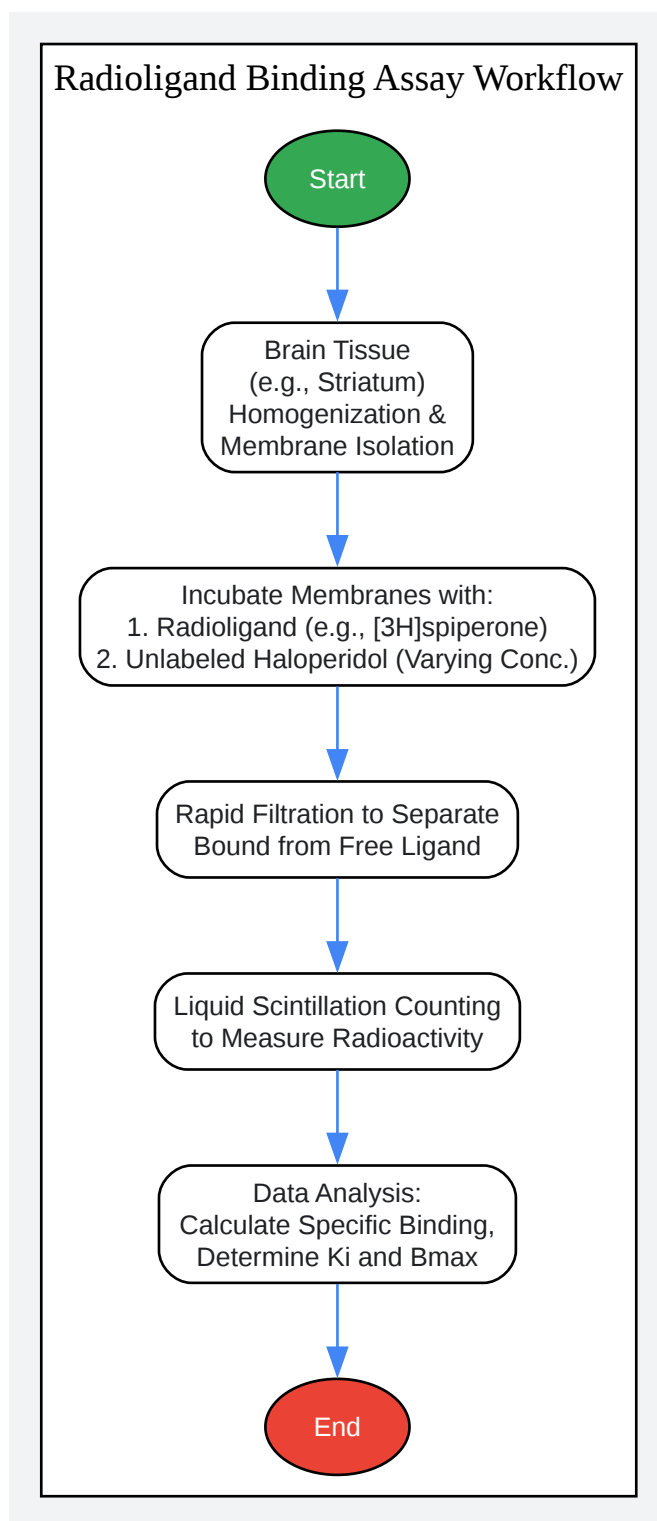 Radioligand Binding Assay Workflow
Start
Brain Tissue
(e.g., Striatum)
Homogenization &
Membrane Isolation
Incubate Membranes with:
1. Radioligand (e.g., [3H]spiperone)
2. Unlabeled Haloperidol (Varying Conc.)
Rapid Filtration to Separate
Bound from Free Ligand
Liquid Scintillation Counting
to Measure Radioactivity
Data Analysis:
Calculate Specific Binding,
Determine Ki and Bmax
End